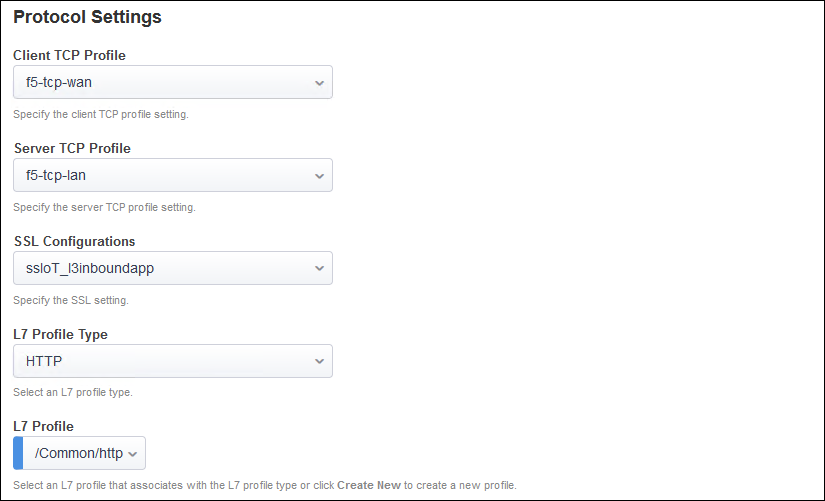 Protocol Settings
Client TCP Profile
f5-tcp-wan
Specify the client TCP profile setting.
Server TCP Profile
f5-tcp-lan
Specify the server TCP profile setting.
SSL Configurations
ssloT_l3inboundapp
Specify the SSL setting.
L7 Profile Type
HTTP
Select an L7 profile type.
L7 Profile
/Common/http
Select an L7 profile that associates with the L7 profile type or click Create New to create a new profile.